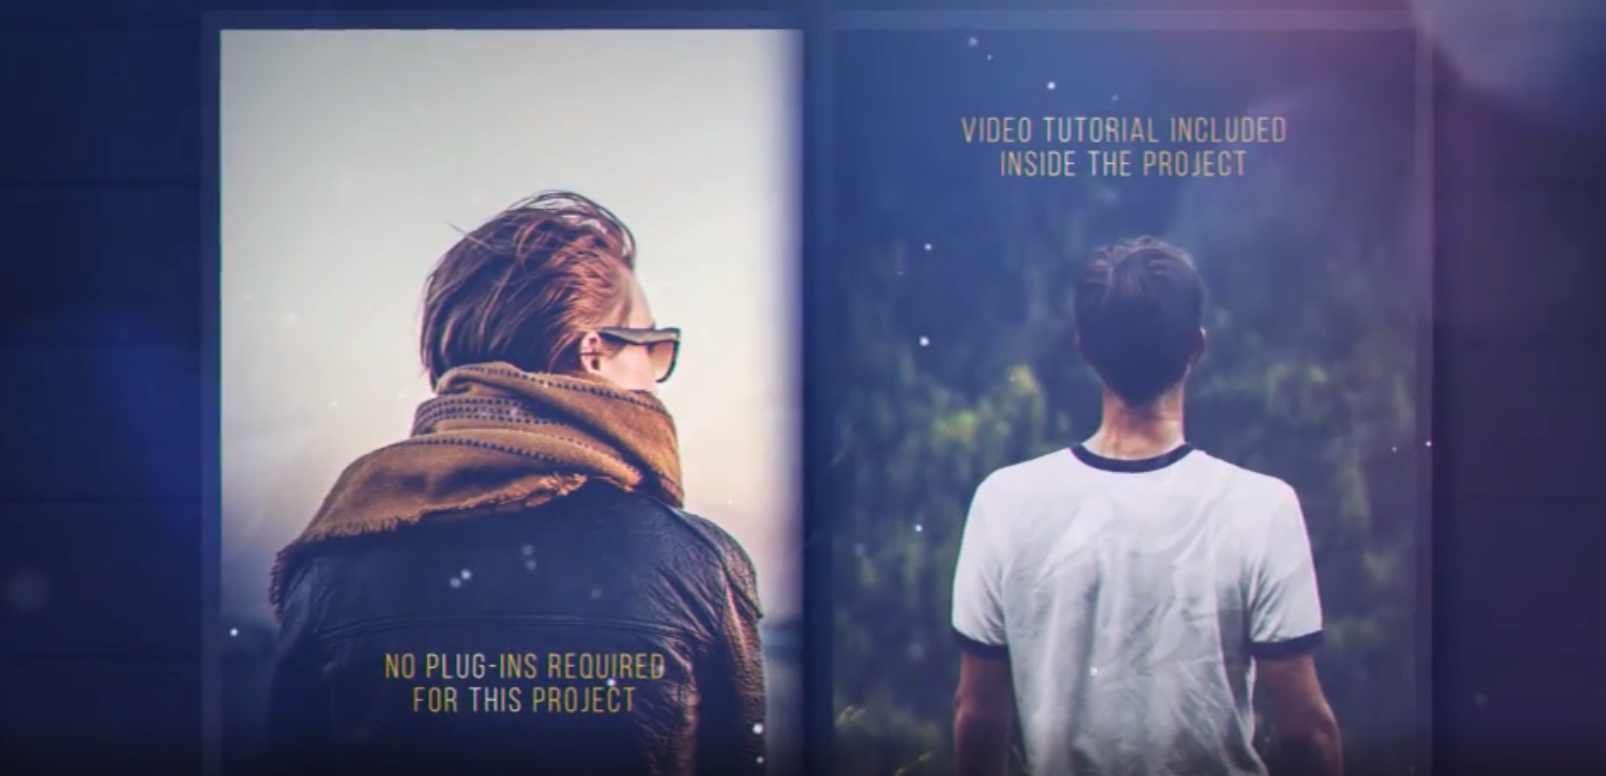 NO PLUG-INS REQUIRED
FOR THIS PROJECT
VIDEO TUTORIAL INCLUDED
INSIDE THE PROJECT